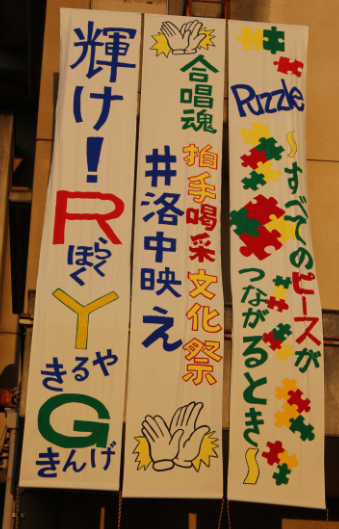 Puzzle
～すべてのピースが
つながるとき～
合唱魂
拍手喝采文化祭
井洛中映え
輝け！
R
らく
ぼく
Y
やるき
G
げんき